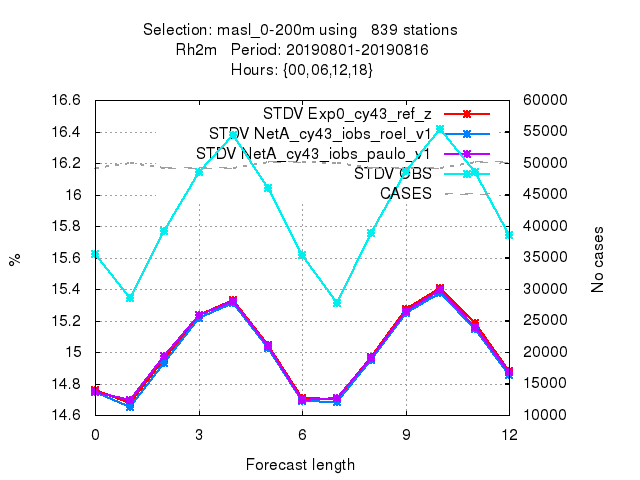 Selection: masl_0-200m using 839 stations
Rh2m Period: 20190801-20190816
Hours: {00,06,12,18}
16.6
16.4
16.2
16
15.8
15.6
15.4
15.2
15
14.8
14.6
%
STDV Exp0_cy43_ref_z
STDV NetA_cy43_iobs_roel_v1
STDV NetA_cy43_iobs_paulo_v1
STDV OBS
CASES
60000
55000
50000
45000
40000
35000
30000
25000
20000
15000
10000
No cases
0 3 6 9 12
Forecast length